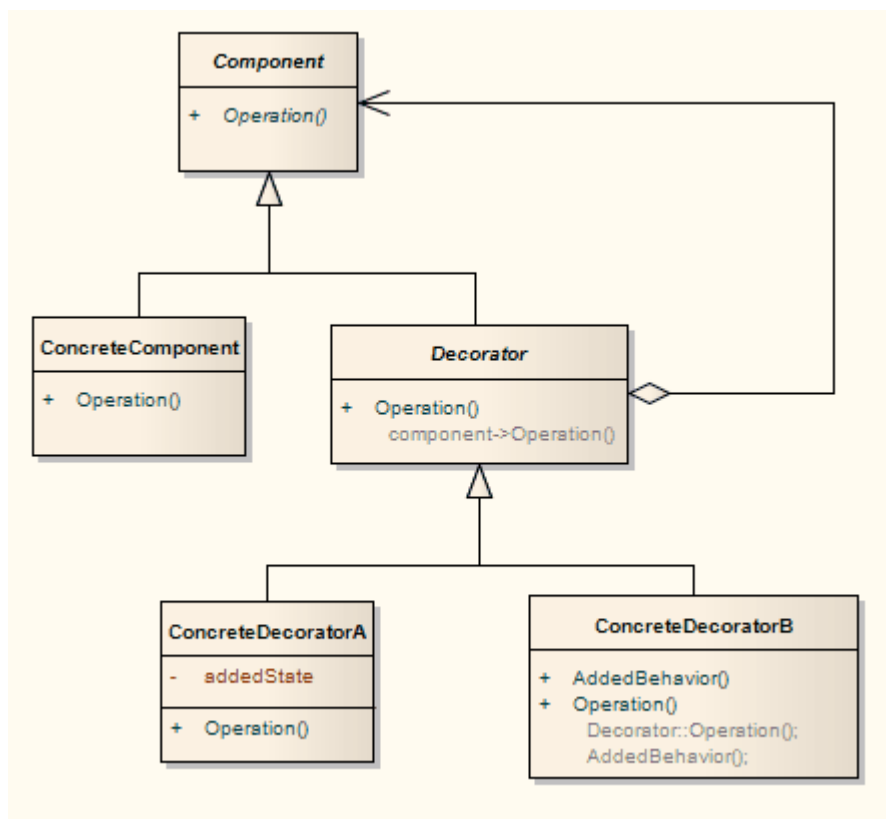 Component
+ Operation()
ConcreteComponent
+ Operation()
Decorator
+ Operation()
component->Operation()
ConcreteDecoratorA
- addedState
+ Operation()
ConcreteDecoratorB
+ AddedBehavior()
+ Operation()
Decorator::Operation();
AddedBehavior();